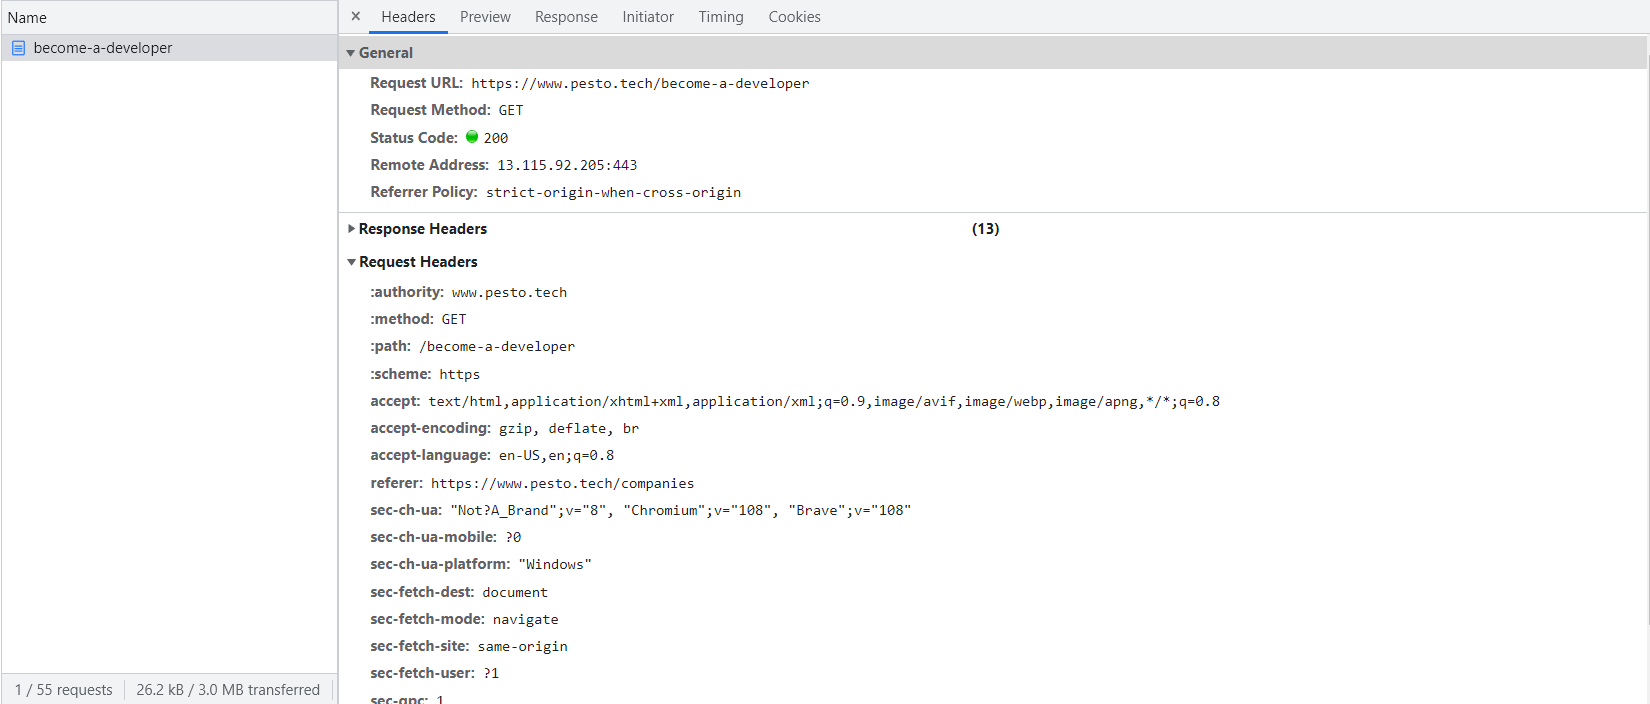 Name
become-a-developer
1 / 55 requests 26.2 kB / 3.0 MB transferred
× Headers Preview Response Initiator Timing Cookies
General
Request URL: https://www.pesto.tech/become-a-developer
Request Method: GET
Status Code: 200
Remote Address: 13.115.92.205:443
Referrer Policy: strict-origin-when-cross-origin
Response Headers (13)
Request Headers
:authority: www.pesto.tech
:method: GET
:path: /become-a-developer
:scheme: https
accept: text/html,application/xhtml+xml,application/xml;q=0.9,image/avif,image/webp,image/apng,*/*;q=0.8
accept-encoding: gzip, deflate, br
accept-language: en-US,en;q=0.8
referer: https://www.pesto.tech/companies
sec-ch-ua: "Not?A_Brand";v="8", "Chromium";v="108", "Brave";v="108"
sec-ch-ua-mobile: ?0
sec-ch-ua-platform: "Windows"
sec-fetch-dest: document
sec-fetch-mode: navigate
sec-fetch-site: same-origin
sec-fetch-user: ?1
sec-gpc: 1